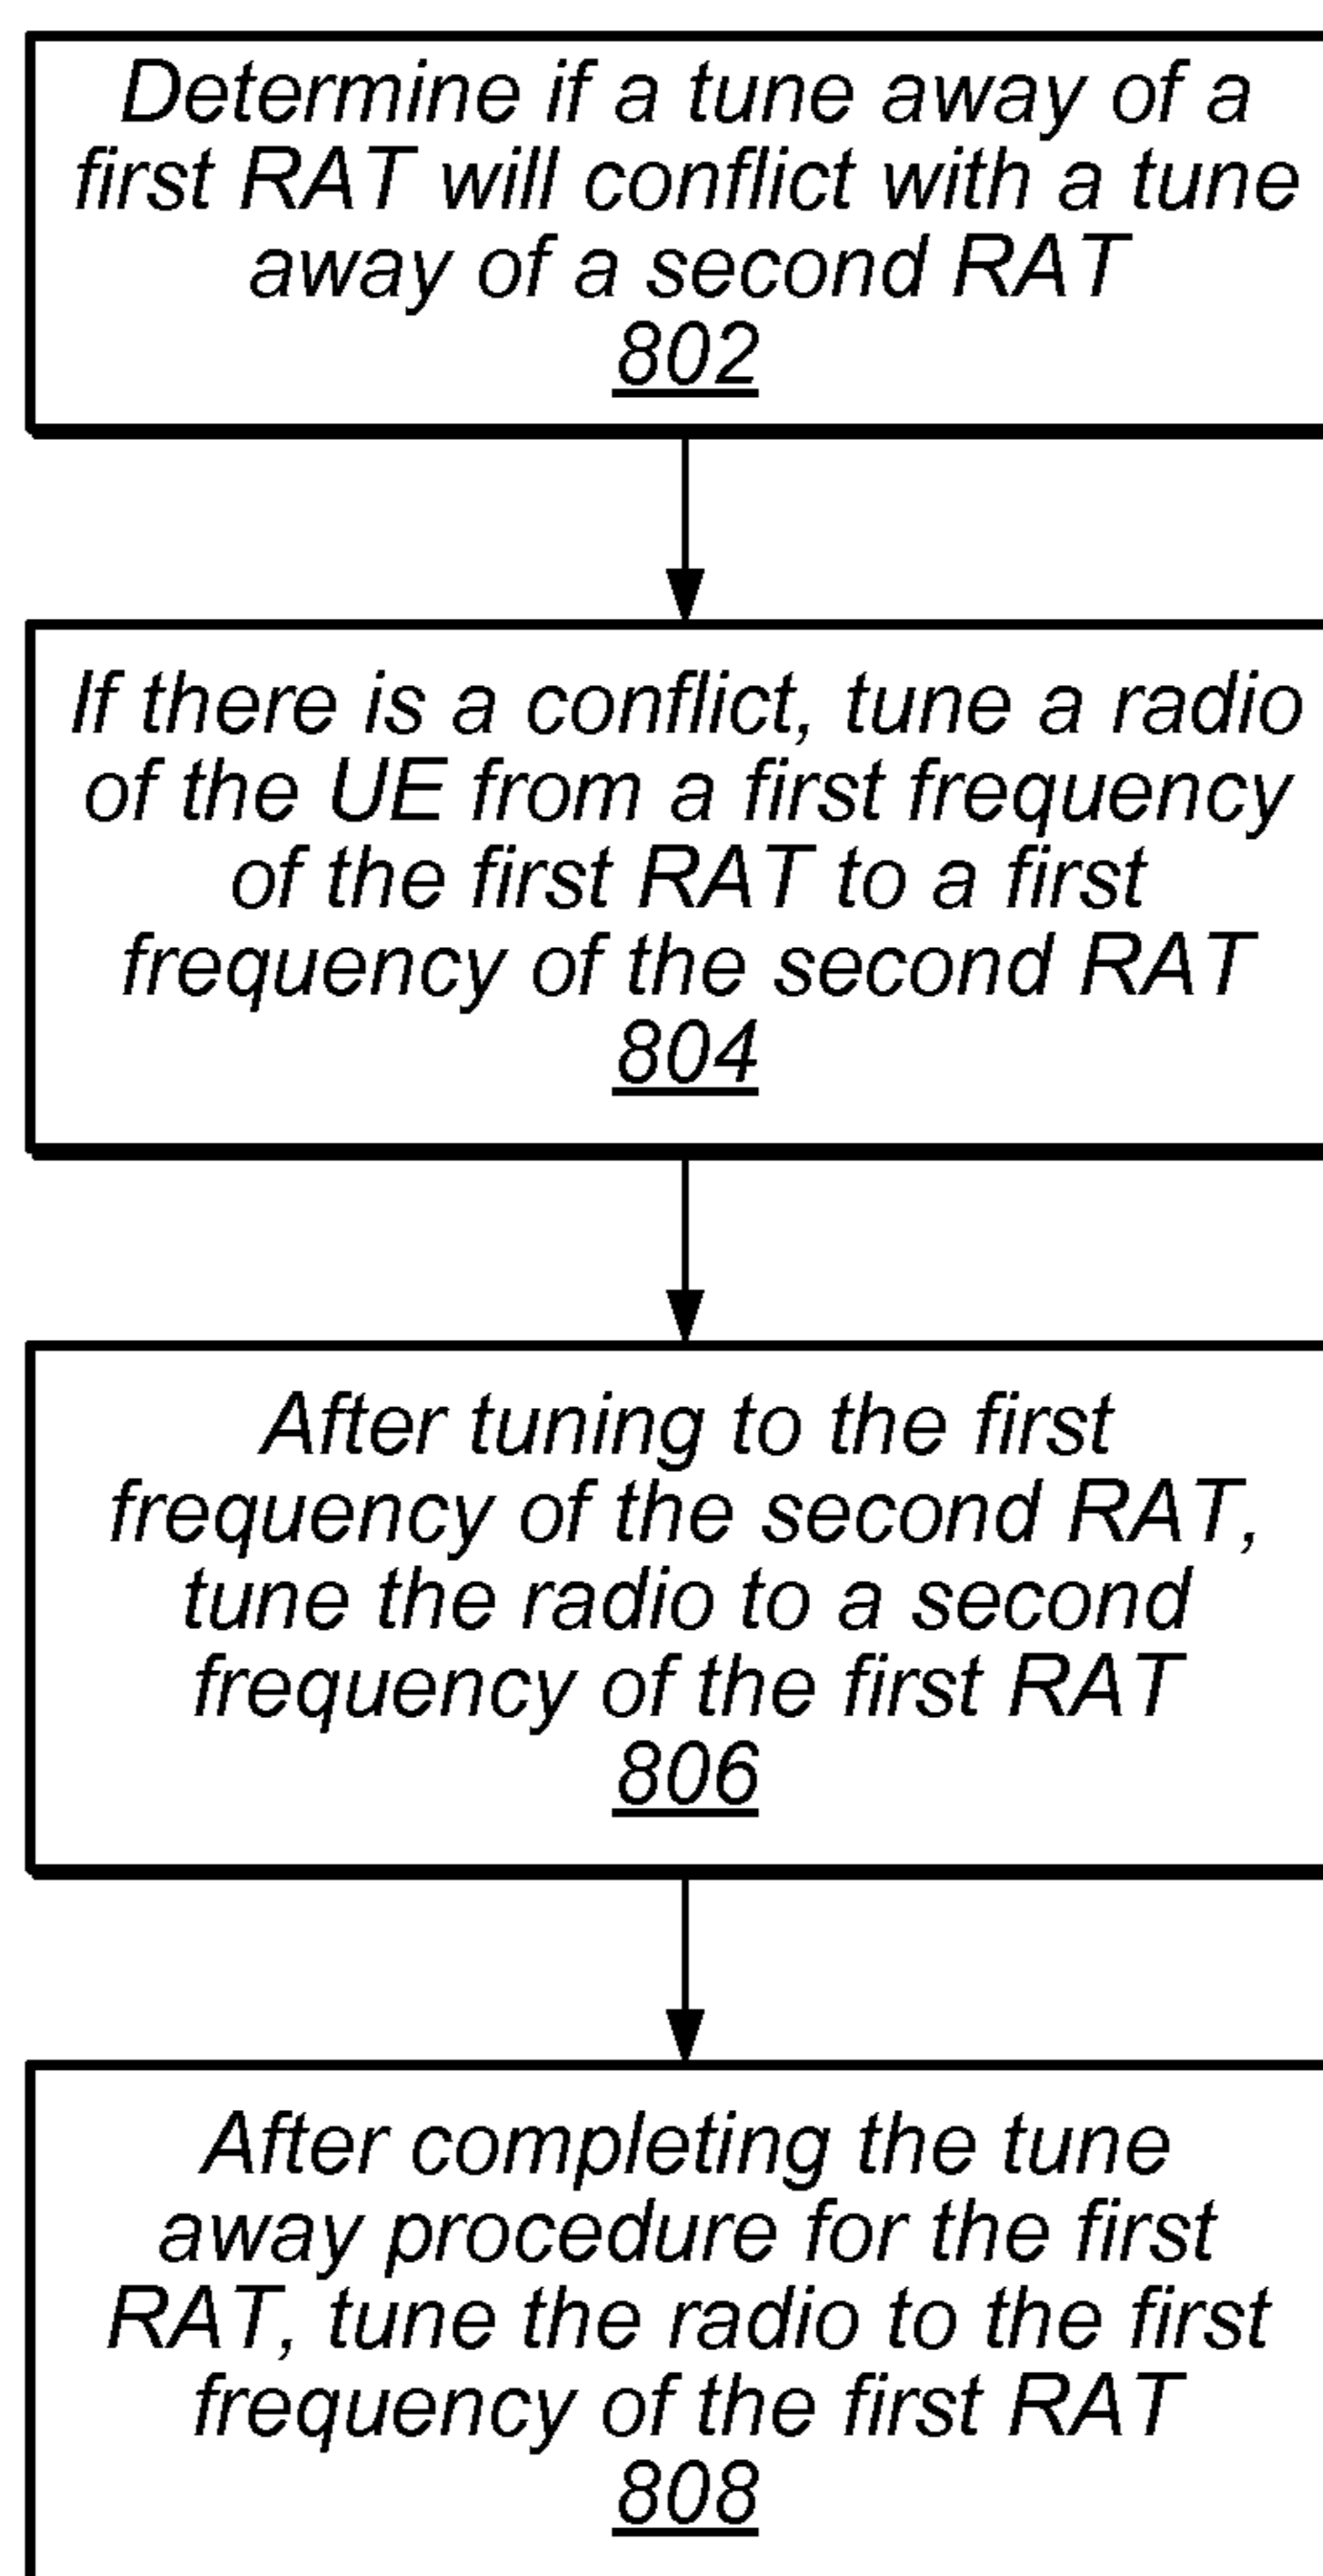 Determine if a tune away of a
first RAT will conflict with a tune
away of a second RAT
802
If there is a conflict, tune a radio
of the UE from a first frequency
of the first RAT to a first
frequency of the second RAT
804
After tuning to the first
frequency of the second RAT,
tune the radio to a second
frequency of the first RAT
806
After completing the tune
away procedure for the first
RAT, tune the radio to the first
frequency of the first RAT
808